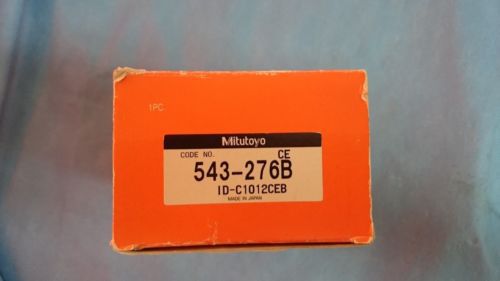 1PC.
Mitutoyo
CODE NO. CE
543-276B
ID-C1012CEB
MADE IN JAPAN